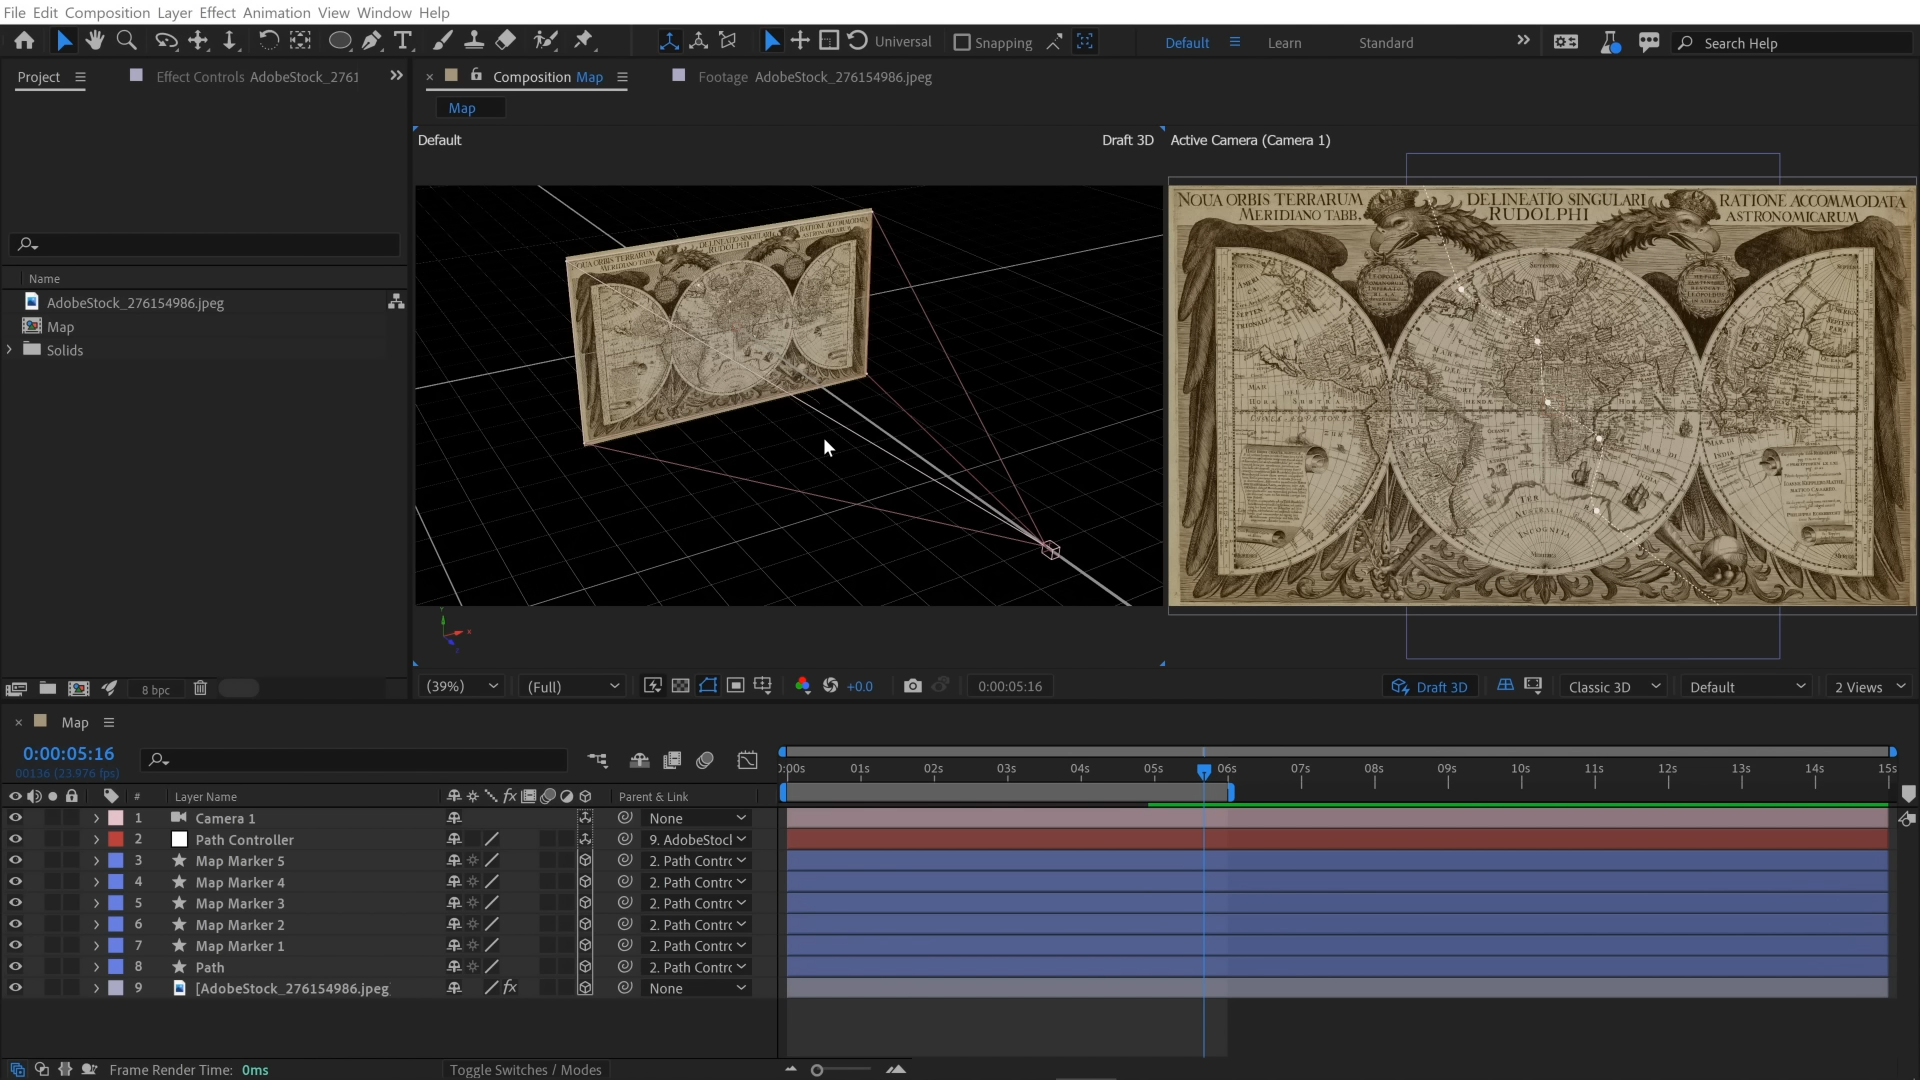 File Edit Composition Layer Effect Animation View Window Help
Universal
Snapping
Default
Learn
Standard
Search Help
Project
Effect Controls AdobeStock_2761
Composition Map
Footage AdobeStock_276154986.jpeg
Map
Default
Draft 3D
Active Camera (Camera 1)
NOUA ORBIS TERRARUM
DELINEATIO SINGULARI
RATIONE ACCOMMODATA
MERIDIANO TABB.
RUDOLPHI
ASTRONOMICARUM
Name
AdobeStock_276154986.jpeg
Map
Solids
8 bpc
(39%)
(Full)
+0.0
0:00:05:16
Draft 3D
Classic 3D
Default
2 Views
Map
0:00:05:16
00136 (23.976 fps)
0:00s 01s 02s 03s 04s 05s 06s 07s 08s 09s 10s 11s 12s 13s 14s 15s
# Layer Name fx Parent & Link
1 Camera 1 None
2 Path Controller 9. AdobeStocl
3 Map Marker 5 2. Path Contrc
4 Map Marker 4 2. Path Contrc
5 Map Marker 3 2. Path Contrc
6 Map Marker 2 2. Path Contrc
7 Map Marker 1 2. Path Contrc
8 Path 2. Path Contrc
9 [AdobeStock_276154986.jpeg fx None
Frame Render Time: 0ms
Toggle Switches / Modes